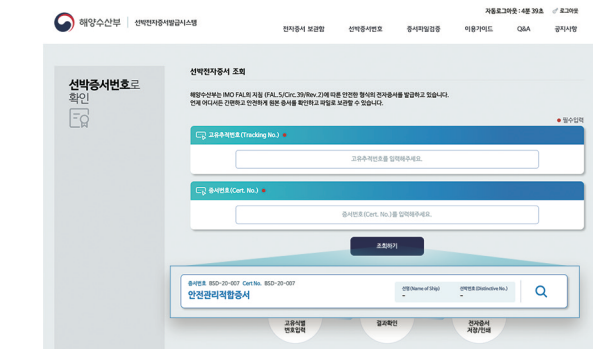 자동로그아웃 : 4분 39초 로그아웃
해양수산부 선박전자증서발급시스템
전자증서 보관함 선박증서번호 증서파일검증 이용가이드 Q&A 공지사항
선박증서번호로
확인
선박전자증서 조회
해양수산부는 IMO FAL의 지침 (FAL.5/Circ.39/Rev.2)에 따른 안전한 형식의 전자증서를 발급하고 있습니다.
언제 어디서든 간편하고 안전하게 원본 증서를 확인하고 파일로 보관할 수 있습니다.
필수입력
고유추적번호(Tracking No.)
고유추적번호를 입력해주세요.
증서번호(Cert. No.)
증서번호(Cert. No.)를 입력해주세요.
조회하기
증서번호 BSD-20-007 Cert No. BSD-20-007
안전관리적합증서
선명(Name of Ship) 선박번호(Distinctive No.)
- -
고유식별
번호입력
결과확인
전자증서
저장/인쇄